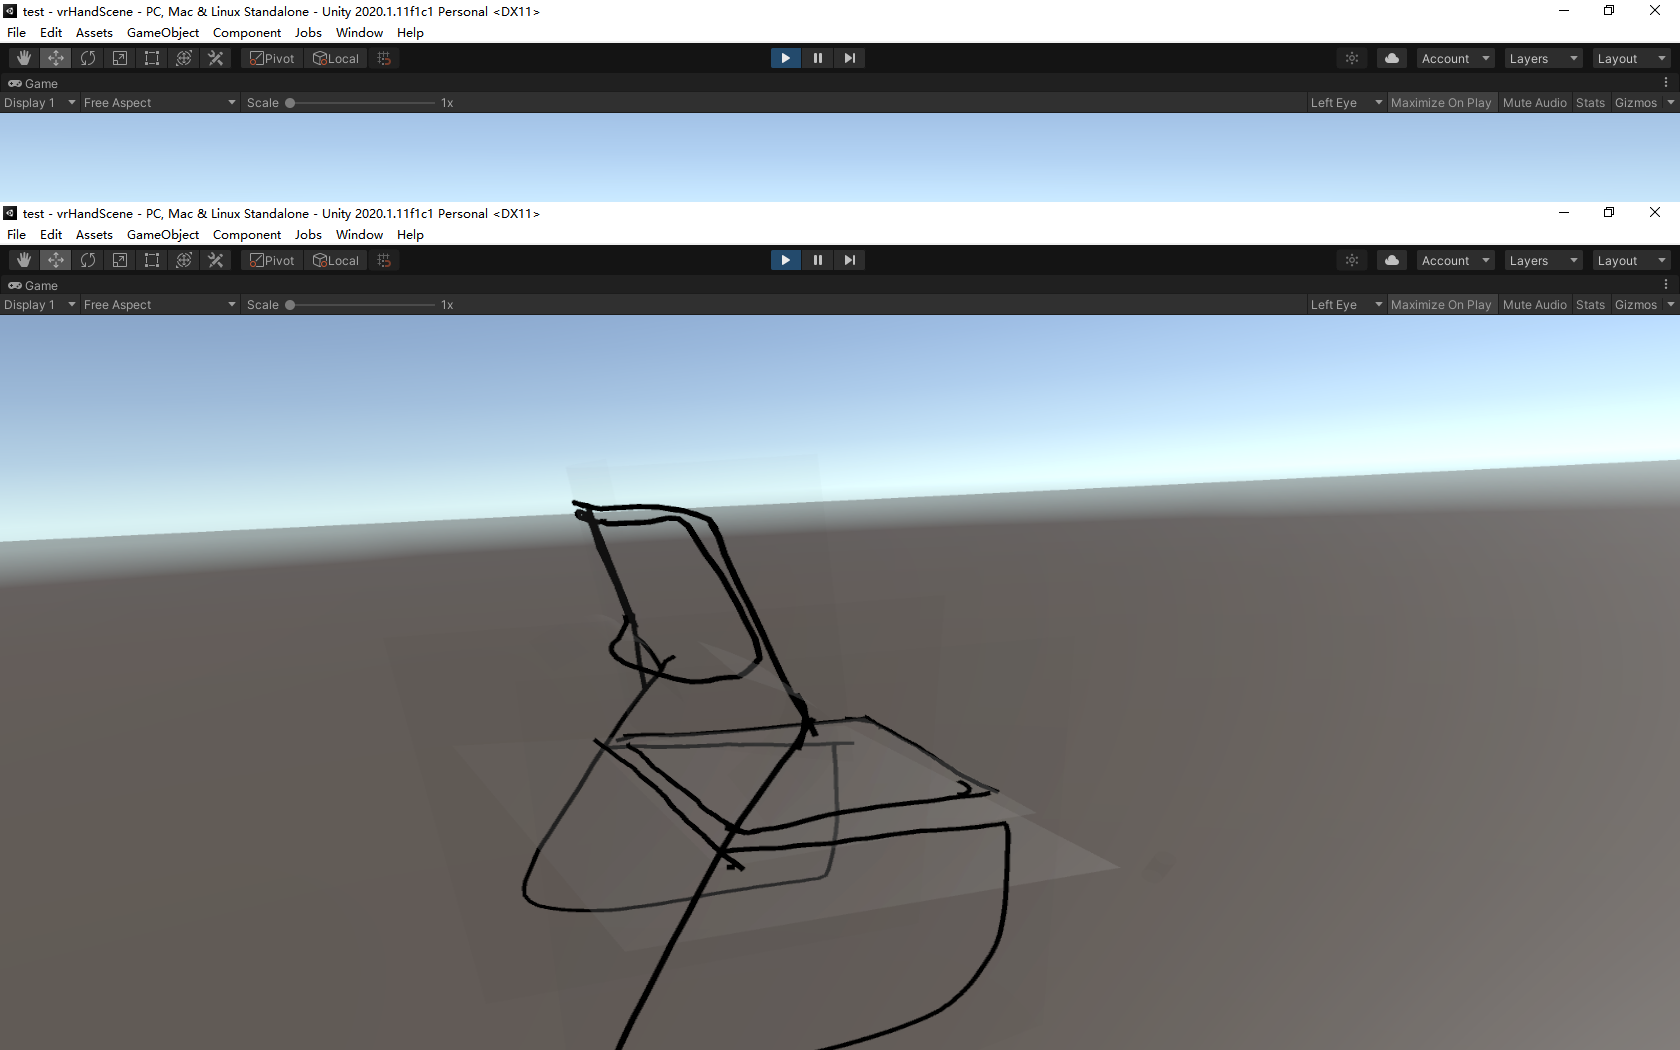 test - vrHandScene - PC, Mac & Linux Standalone - Unity 2020.1.11f1c1 Personal <DX11>
File Edit Assets GameObject Component Jobs Window Help
Pivot Local Account Layers Layout
Game
Display 1 Free Aspect Scale 1x Left Eye Maximize On Play Mute Audio Stats Gizmos
test - vrHandScene - PC, Mac & Linux Standalone - Unity 2020.1.11f1c1 Personal <DX11>
File Edit Assets GameObject Component Jobs Window Help
Pivot Local Account Layers Layout
Game
Display 1 Free Aspect Scale 1x Left Eye Maximize On Play Mute Audio Stats Gizmos